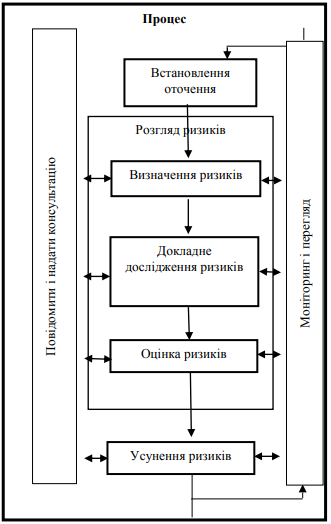 Процес
Встановлення
оточення
Розгляд ризиків
Визначення ризиків
Докладне
дослідження ризиків
Оцінка ризиків
Усунення ризиків
Повідомити і надати консультацію
Моніторинг і перегляд